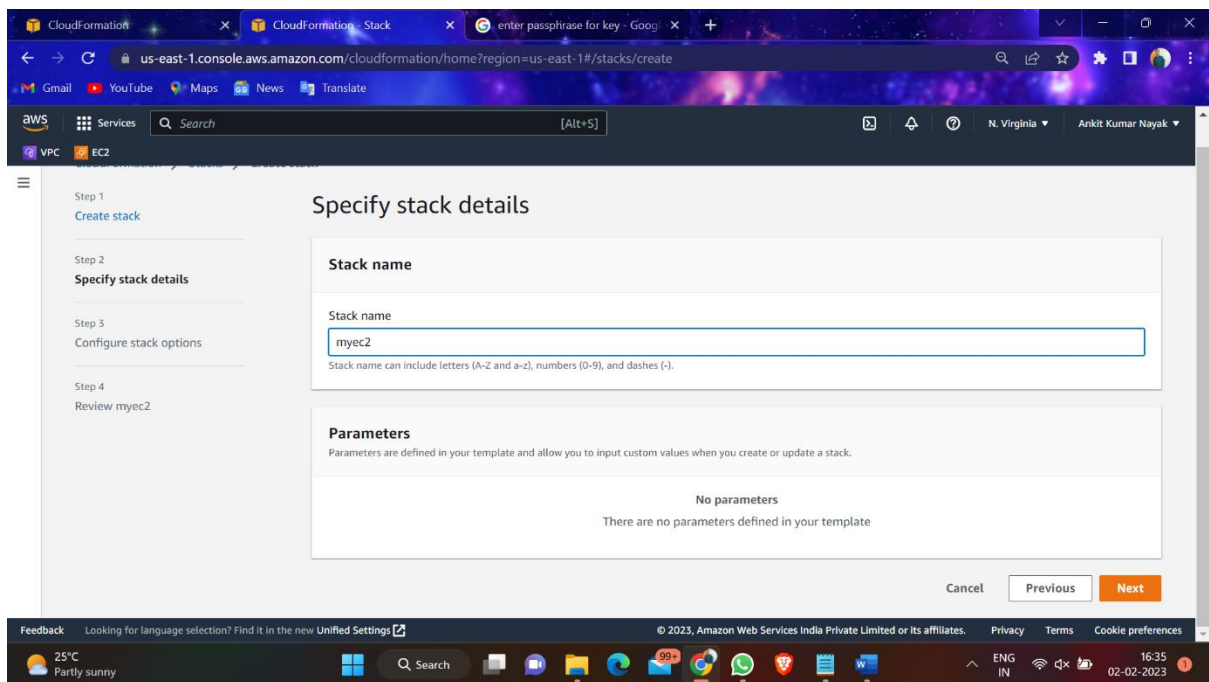 CloudFormation
CloudFormation - Stack
enter passphrase for key - Googl
us-east-1.console.aws.amazon.com/cloudformation/home?region=us-east-1#/stacks/create
Gmail YouTube Maps News Translate
aws Services Search [Alt+S] N. Virginia Ankit Kumar Nayak
VPC EC2
CloudFormation > Stacks > Create stack
Step 1
Create stack
Step 2
Specify stack details
Step 3
Configure stack options
Step 4
Review myec2
Specify stack details
Stack name
Stack name
myec2
Stack name can include letters (A-Z and a-z), numbers (0-9), and dashes (-).
Parameters
Parameters are defined in your template and allow you to input custom values when you create or update a stack.
No parameters
There are no parameters defined in your template
Cancel Previous Next
Feedback Looking for language selection? Find it in the new Unified Settings © 2023, Amazon Web Services India Private Limited or its affiliates. Privacy Terms Cookie preferences
25°C
Partly sunny
Search
99+
ENG
IN
16:35
02-02-2023
1